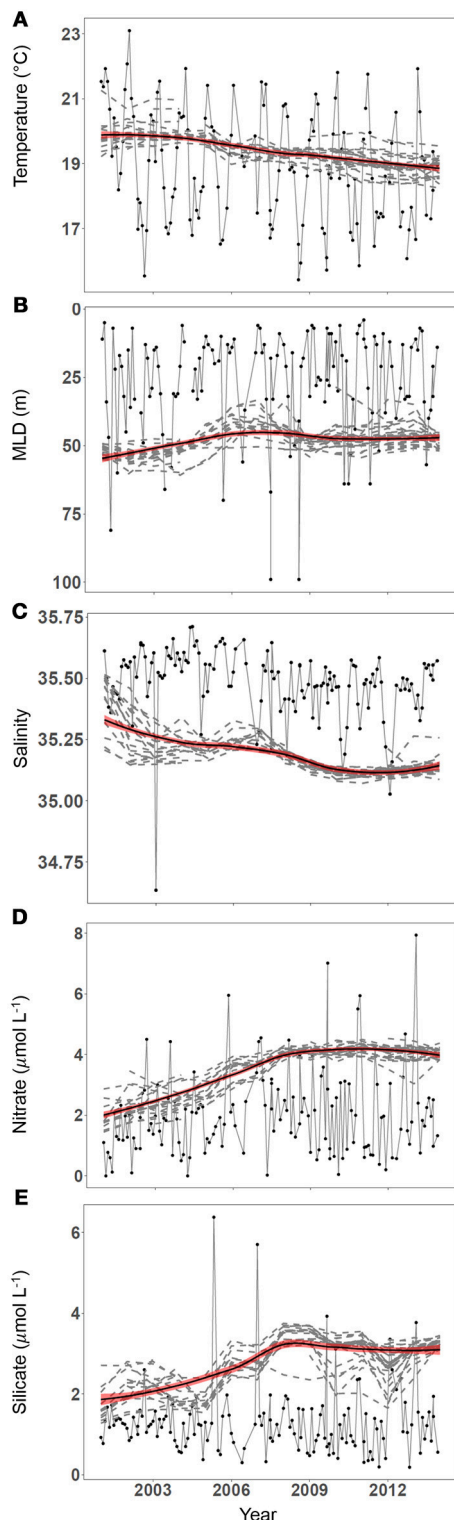 A
Temperature (°C)
23
21
19
17
B
MLD (m)
0
25
50
75
100
C
Salinity
35.75
35.50
35.25
35.00
34.75
D
Nitrate (µmol L-1)
8
6
4
2
0
E
Silicate (µmol L-1)
6
4
2
0
2003 2006 2009 2012
Year